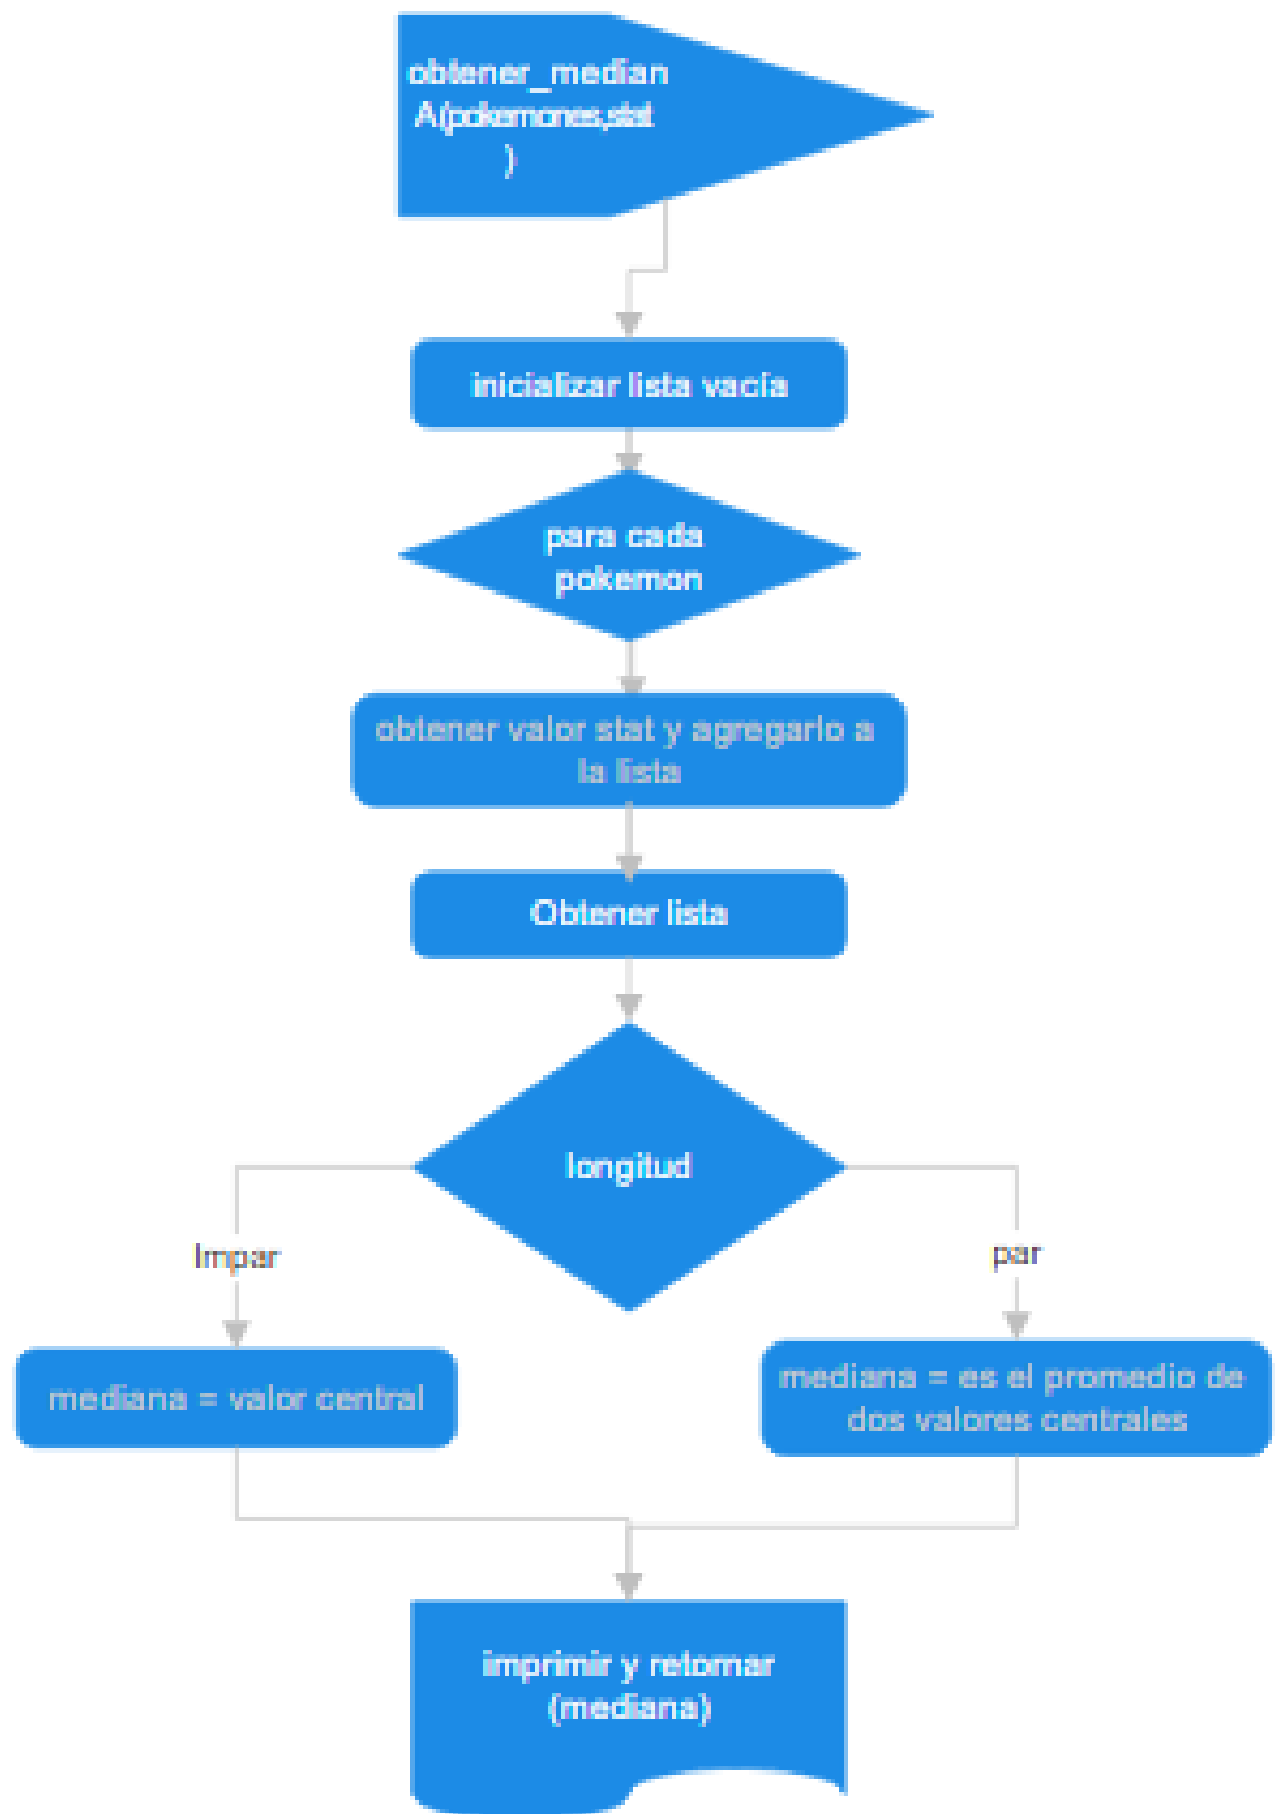 obtener_median
A(pokemones,stat
)
inicializar lista vacía
para cada
pokemon
obtener valor stat y agregarlo a
la lista
Obtener lista
longitud
Impar
par
mediana = valor central
mediana = es el promedio de
dos valores centrales
imprimir y retornar
(mediana)